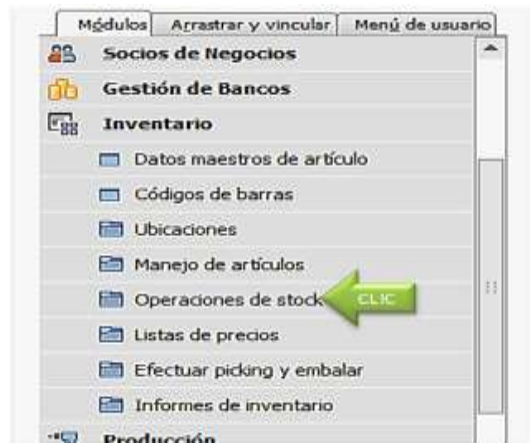 Módulos Arrastrar y vincular Menú de usuario
Socios de Negocios
Gestión de Bancos
Inventario
Datos maestros de artículo
Códigos de barras
Ubicaciones
Manejo de artículos
Operaciones de stock CLIC
Listas de precios
Efectuar picking y embalar
Informes de inventario
Producción